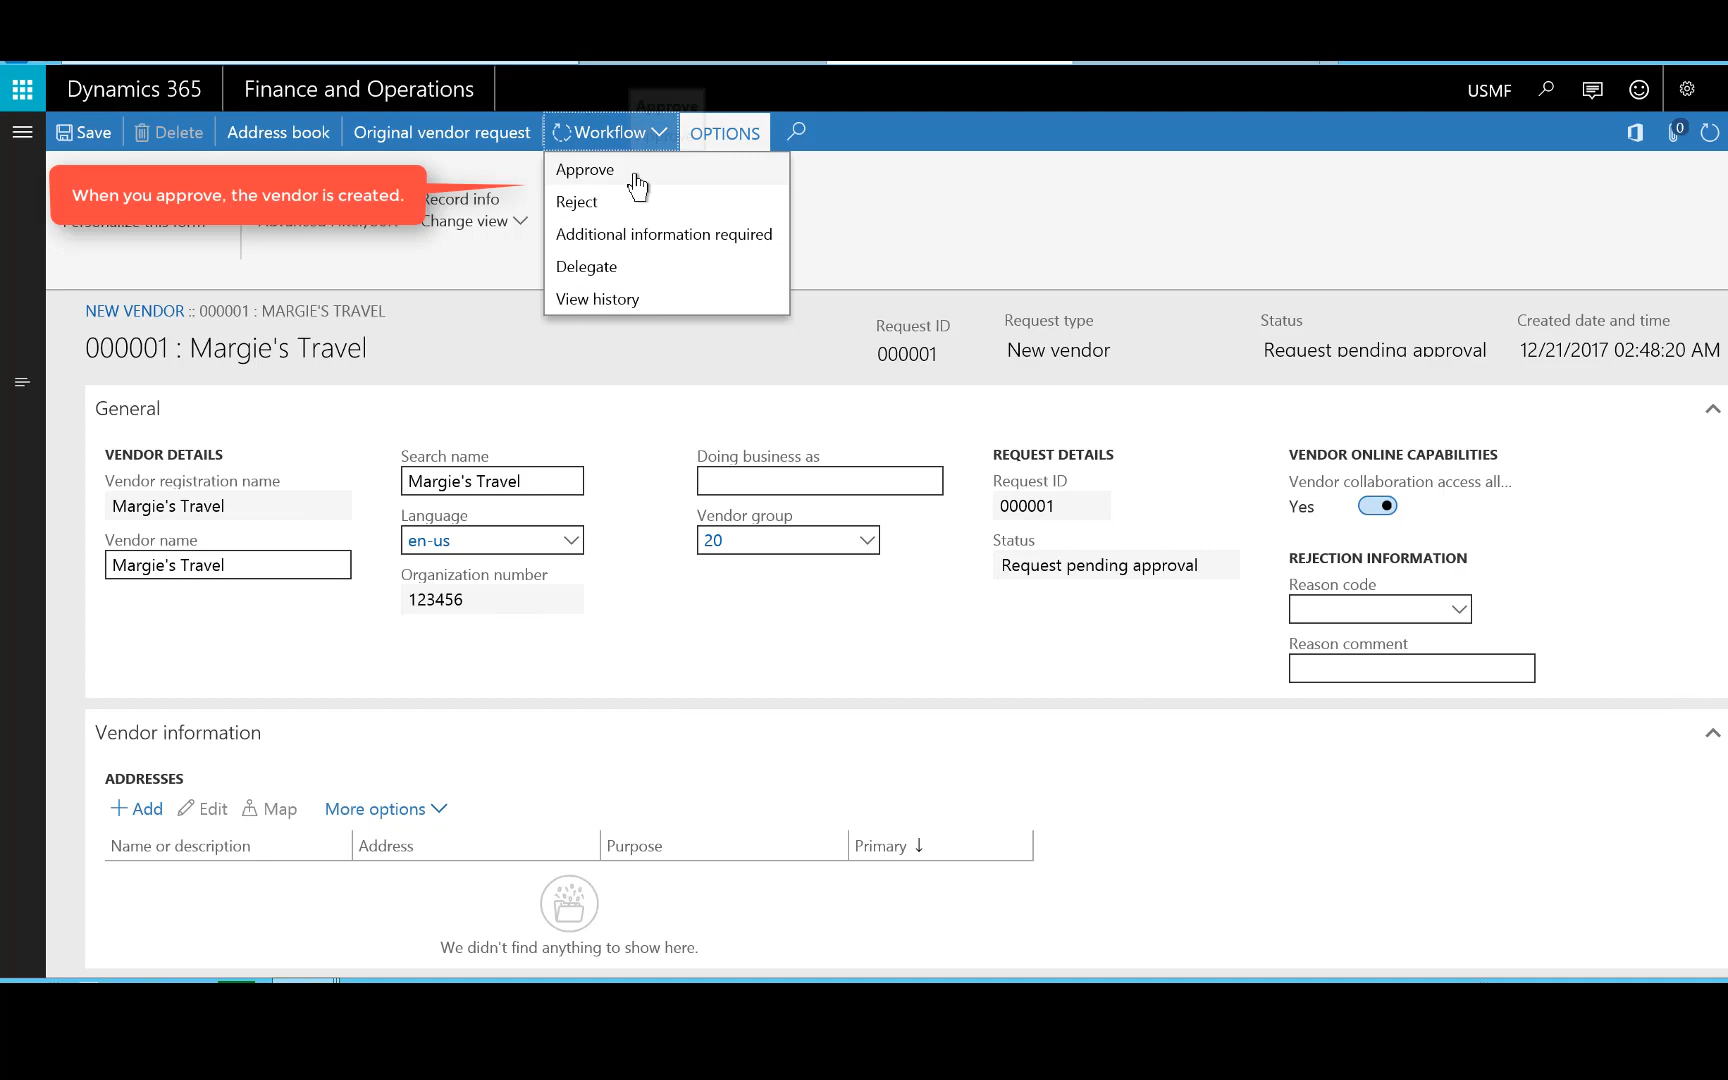 Dynamics 365
Finance and Operations
USMF
Save
Delete
Address book
Original vendor request
Workflow
OPTIONS
0
When you approve, the vendor is created.
Record info
Change view
Approve
Reject
Additional information required
Delegate
View history
NEW VENDOR :: 000001 : MARGIE'S TRAVEL
000001 : Margie's Travel
Request ID
000001
Request type
New vendor
Status
Request pending approval
Created date and time
12/21/2017 02:48:20 AM
General
VENDOR DETAILS
Vendor registration name
Margie's Travel
Vendor name
Margie's Travel
Search name
Margie's Travel
Language
en-us
Organization number
123456
Doing business as
Vendor group
20
REQUEST DETAILS
Request ID
000001
Status
Request pending approval
VENDOR ONLINE CAPABILITIES
Vendor collaboration access all...
Yes
REJECTION INFORMATION
Reason code
Reason comment
Vendor information
ADDRESSES
Add
Edit
Map
More options
Name or description
Address
Purpose
Primary
We didn't find anything to show here.